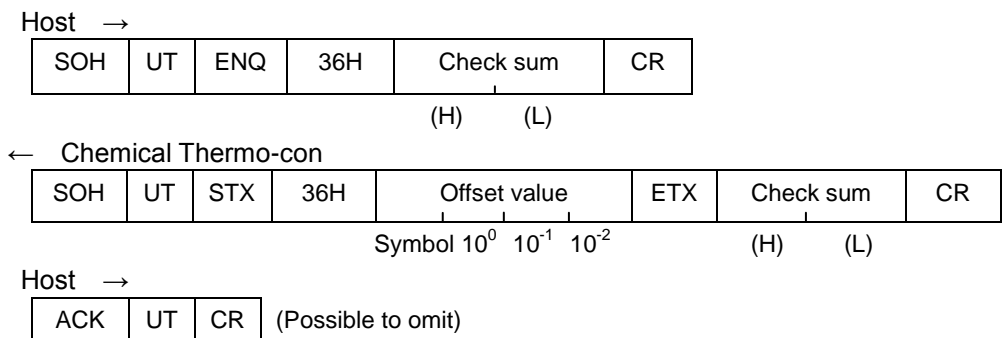 Host →
SOH UT ENQ 36H Check sum CR
(H) (L)
← Chemical Thermo-con
SOH UT STX 36H Offset value ETX Check sum CR
Symbol 10⁰ 10⁻¹ 10⁻² (H) (L)
Host →
ACK UT CR (Possible to omit)